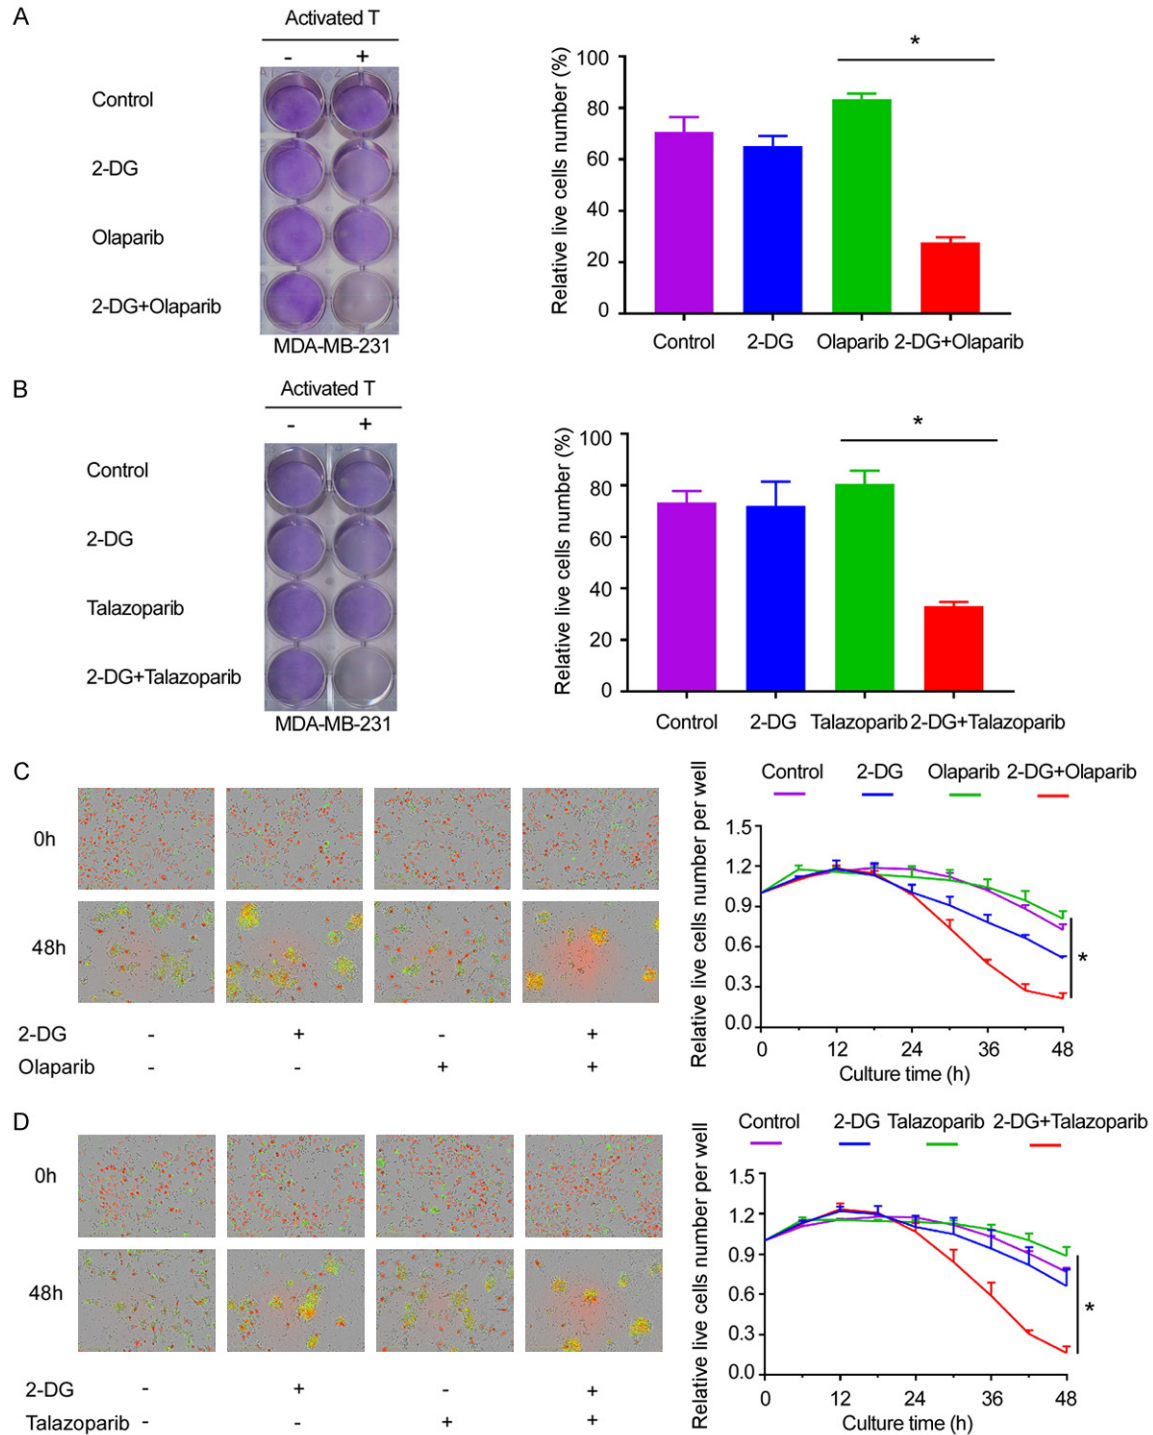 A
Activated T
- +
Control
2-DG
Olaparib
2-DG+Olaparib
MDA-MB-231
Relative live cells number (%)
100
80
60
40
20
0
*
Control 2-DG Olaparib 2-DG+Olaparib
B
Activated T
- +
Control
2-DG
Talazoparib
2-DG+Talazoparib
MDA-MB-231
Relative live cells number (%)
100
80
60
40
20
0
*
Control 2-DG Talazoparib 2-DG+Talazoparib
C
0h
48h
2-DG - + - +
Olaparib - - + +
Control 2-DG Olaparib 2-DG+Olaparib
Relative live cells number per well
1.5
1.2
0.9
0.6
0.3
0.0
*
0 12 24 36 48
Culture time (h)
D
0h
48h
2-DG - + - +
Talazoparib - - + +
Control 2-DG Talazoparib 2-DG+Talazoparib
Relative live cells number per well
1.5
1.2
0.9
0.6
0.3
0.0
*
0 12 24 36 48
Culture time (h)